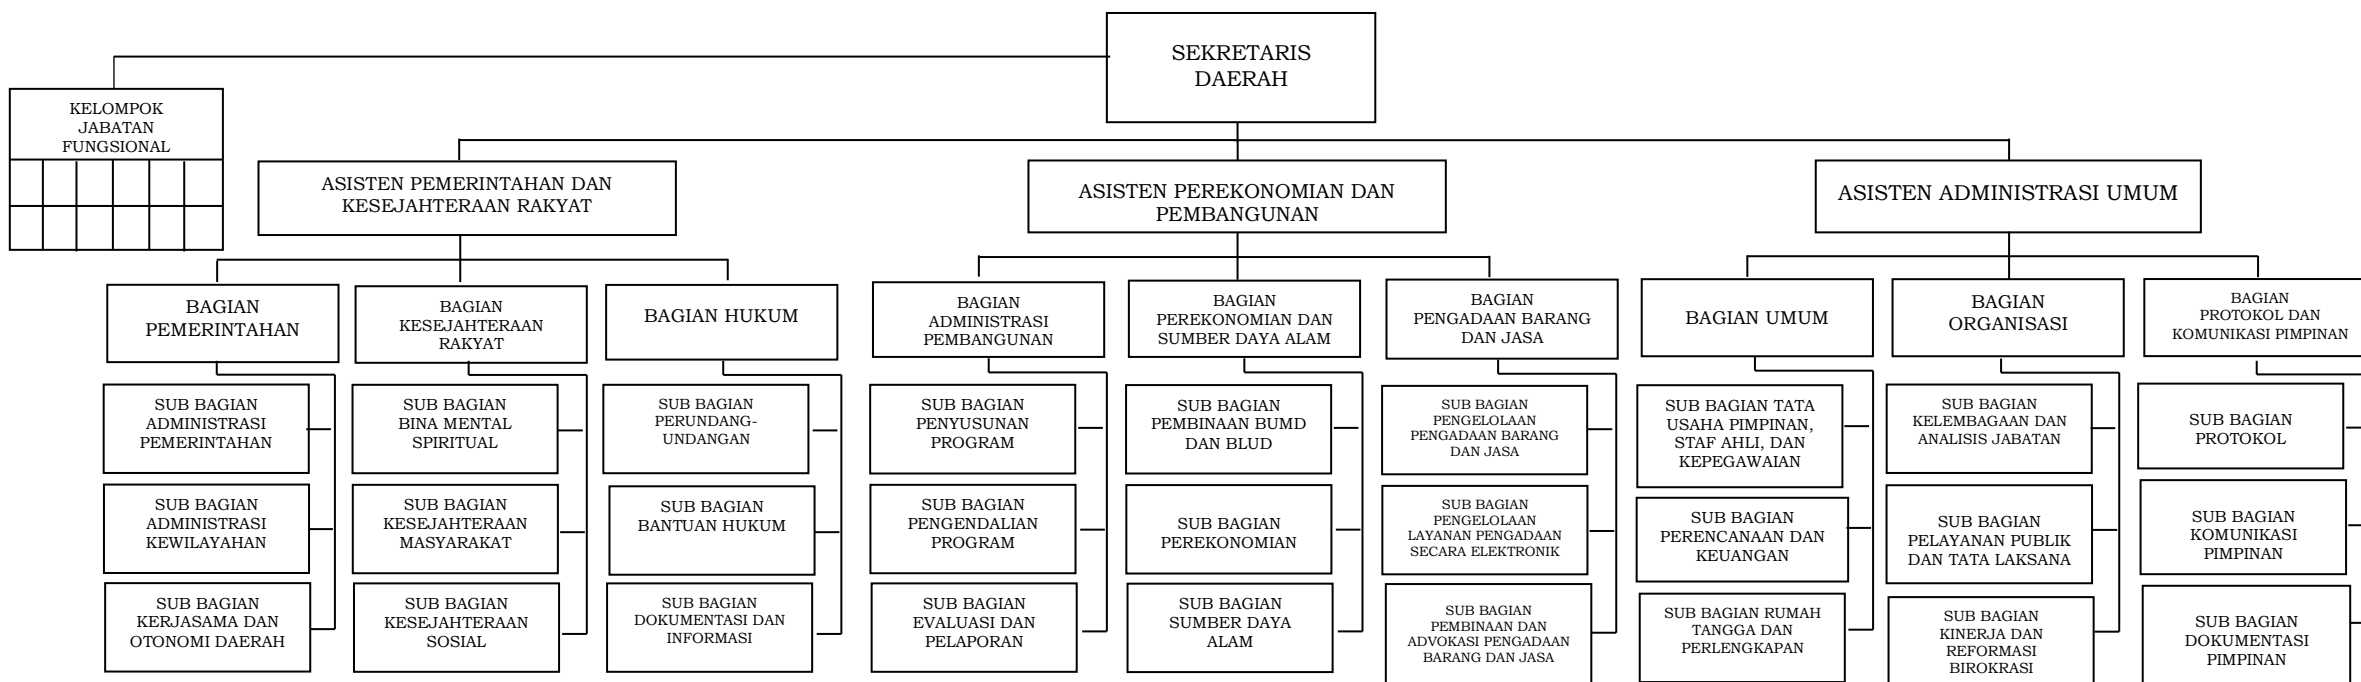 SEKRETARIS
DAERAH
KELOMPOK
JABATAN
FUNGSIONAL
ASISTEN PEMERINTAHAN DAN
KESEJAHTERAAN RAKYAT
ASISTEN PEREKONOMIAN DAN
PEMBANGUNAN
ASISTEN ADMINISTRASI UMUM
BAGIAN
PEMERINTAHAN
BAGIAN
KESEJAHTERAAN
RAKYAT
BAGIAN HUKUM
BAGIAN
ADMINISTRASI
PEMBANGUNAN
BAGIAN
PEREKONOMIAN DAN
SUMBER DAYA ALAM
BAGIAN
PENGADAAN BARANG
DAN JASA
BAGIAN UMUM
BAGIAN
ORGANISASI
BAGIAN
PROTOKOL DAN
KOMUNIKASI PIMPINAN
SUB BAGIAN
ADMINISTRASI
PEMERINTAHAN
SUB BAGIAN
BINA MENTAL
SPIRITUAL
SUB BAGIAN
PERUNDANG-
UNDANGAN
SUB BAGIAN
PENYUSUNAN
PROGRAM
SUB BAGIAN
PEMBINAAN BUMD
DAN BLUD
SUB BAGIAN
PENGELOLAAN
PENGADAAN BARANG
DAN JASA
SUB BAGIAN TATA
USAHA PIMPINAN,
STAF AHLI, DAN
KEPEGAWAIAN
SUB BAGIAN
KELEMBAGAAN DAN
ANALISIS JABATAN
SUB BAGIAN
PROTOKOL
SUB BAGIAN
ADMINISTRASI
KEWILAYAHAN
SUB BAGIAN
KESEJAHTERAAN
MASYARAKAT
SUB BAGIAN
BANTUAN HUKUM
SUB BAGIAN
PENGENDALIAN
PROGRAM
SUB BAGIAN
PEREKONOMIAN
SUB BAGIAN
PENGELOLAAN
LAYANAN PENGADAAN
SECARA ELEKTRONIK
SUB BAGIAN
PERENCANAAN DAN
KEUANGAN
SUB BAGIAN
PELAYANAN PUBLIK
DAN TATA LAKSANA
SUB BAGIAN
KOMUNIKASI
PIMPINAN
SUB BAGIAN
KERJASAMA DAN
OTONOMI DAERAH
SUB BAGIAN
KESEJAHTERAAN
SOSIAL
SUB BAGIAN
DOKUMENTASI DAN
INFORMASI
SUB BAGIAN
EVALUASI DAN
PELAPORAN
SUB BAGIAN
SUMBER DAYA
ALAM
SUB BAGIAN
PEMBINAAN DAN
ADVOKASI PENGADAAN
BARANG DAN JASA
SUB BAGIAN RUMAH
TANGGA DAN
PERLENGKAPAN
SUB BAGIAN
KINERJA DAN
REFORMASI
BIROKRASI
SUB BAGIAN
DOKUMENTASI
PIMPINAN